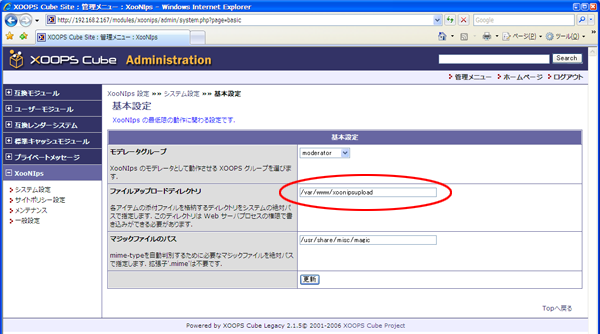 XOOPS Cube Site : 管理メニュー : XooNIps - Windows Internet Explorer
http://192.168.2.167/modules/xoonips/admin/system.php?page=basic
Google
XOOPS Cube Site : 管理メニュー : XooNIps
ページ(P)
ツール(O)
XOOPS Cube Administration
Search
管理メニュー
ホームページ
ログアウト
互換モジュール
ユーザーモジュール
互換レンダーシステム
標準キャッシュモジュール
プライベートメッセージ
XooNIps
システム設定
サイトポリシー設定
メンテナンス
一般設定
XooNIps 設定 »» システム設定 »» 基本設定
基本設定
XooNIps の最低限の動作に関わる設定です.
基本設定
モデレータグループ
moderator
XooNIps のモデレータとして動作させる XOOPS グループを選びます.
ファイルアップロードディレクトリ
/var/www/xoonipsupload
各アイテムの添付ファイルを格納するディレクトリをシステムの絶対パスで指定します. このディレクトリは Web サーバプロセスの権限で書き込みができる必要があります.
マジックファイルのパス
/usr/share/misc/magic
mime-typeを自動判別するために必要なマジックファイルを絶対パスで指定します. 拡張子'.mime'は不要です.
更新
Topへ戻る
Powered by XOOPS Cube Legacy 2.1.5© 2001-2006 XOOPS Cube Project